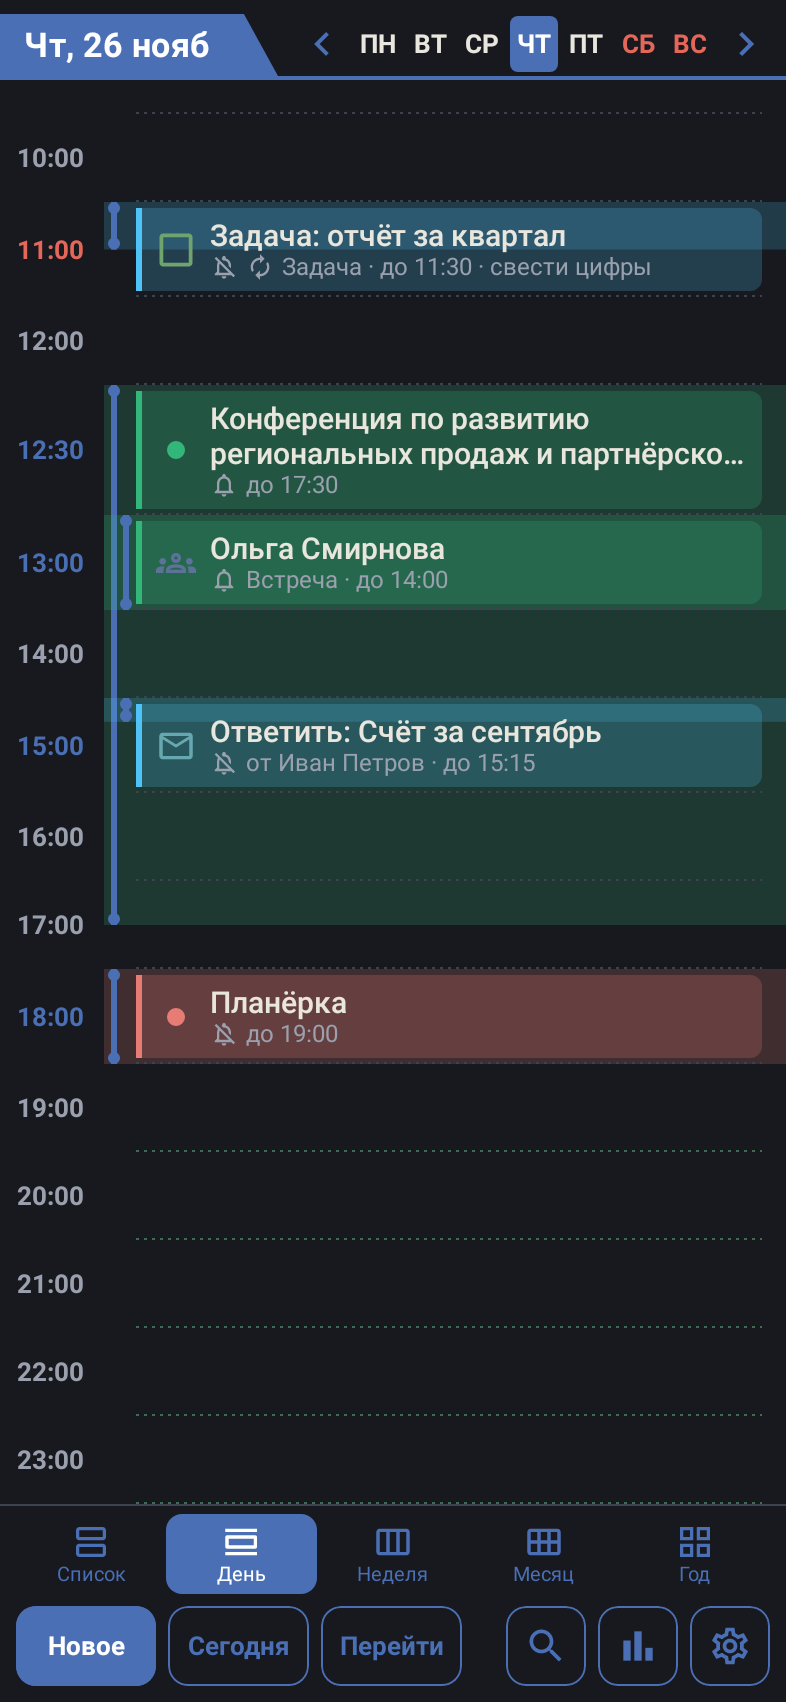 Чт, 26 нояб
ПН ВТ СР ЧТ ПТ СБ ВС
10:00
11:00
Задача: отчёт за квартал
Задача · до 11:30 · свести цифры
12:00
12:30
Конференция по развитию
региональных продаж и партнёрско...
до 17:30
13:00
Ольга Смирнова
Встреча · до 14:00
14:00
15:00
Ответить: Счёт за сентябрь
от Иван Петров · до 15:15
16:00
17:00
18:00
Планёрка
до 19:00
19:00
20:00
21:00
22:00
23:00
Список День Неделя Месяц Год
Новое Сегодня Перейти